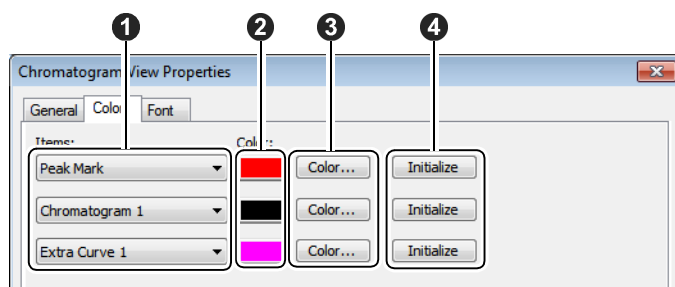 1 2 3 4
Chromatogram View Properties
General Color Font
Items: Color:
Peak Mark Color... Initialize
Chromatogram 1 Color... Initialize
Extra Curve 1 Color... Initialize